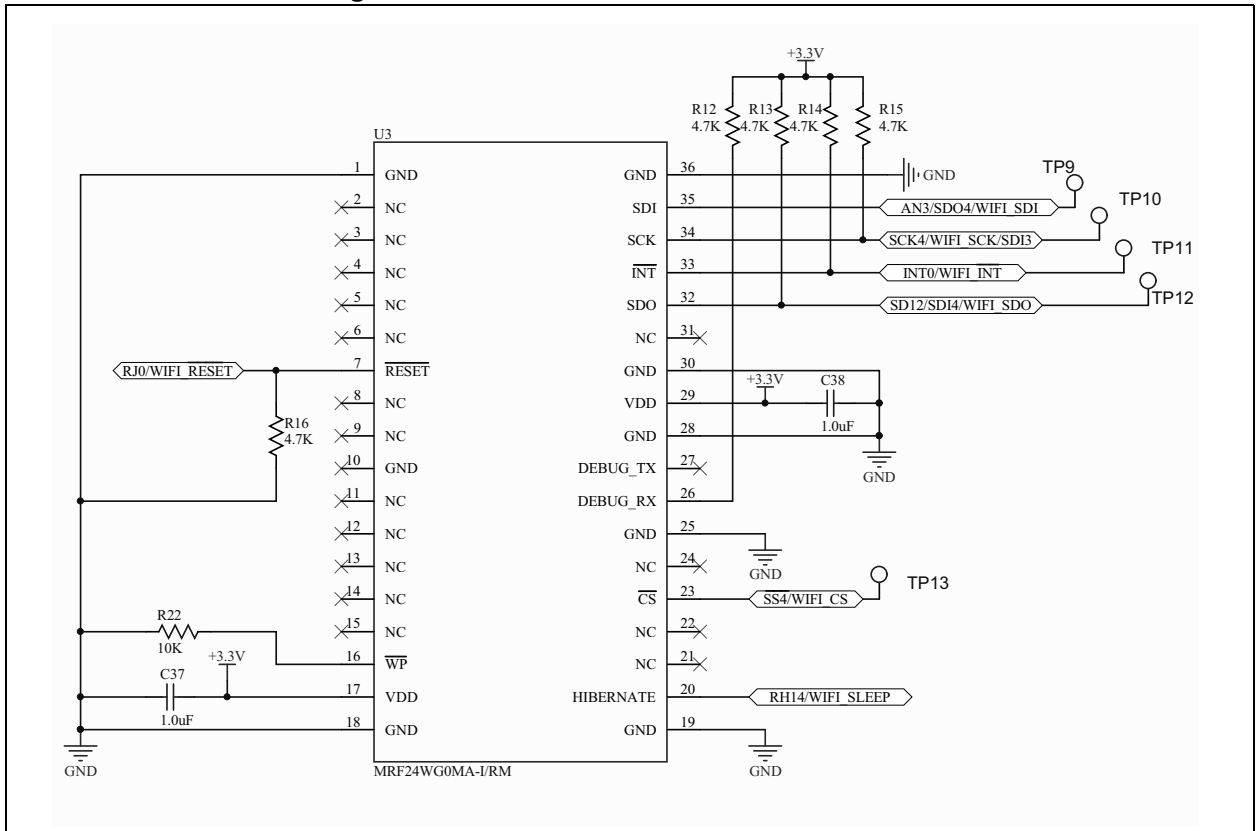 +3.3V
R12 R13 R14 R15
4.7K 4.7K 4.7K 4.7K
U3
1 GND
2 NC
3 NC
4 NC
5 NC
6 NC
7 RESET
8 NC
9 NC
10 GND
11 NC
12 NC
13 NC
14 NC
15 NC
16 WP
17 VDD
18 GND
GND 36
SDI 35
SCK 34
INT 33
SDO 32
NC 31
GND 30
VDD 29
GND 28
DEBUG_TX 27
DEBUG_RX 26
GND 25
NC 24
CS 23
NC 22
NC 21
HIBERNATE 20
GND 19
MRF24WG0MA-I/RM
RJ0/WIFI_RESET
R16
4.7K
R22
10K
+3.3V
C37
1.0uF
GND
GND
TP9
AN3/SDO4/WIFI_SDI
TP10
SCK4/WIFI_SCK/SDI3
TP11
INT0/WIFI_INT
TP12
SD12/SDI4/WIFI_SDO
+3.3V
C38
1.0uF
GND
GND
TP13
SS4/WIFI_CS
RH14/WIFI_SLEEP
GND